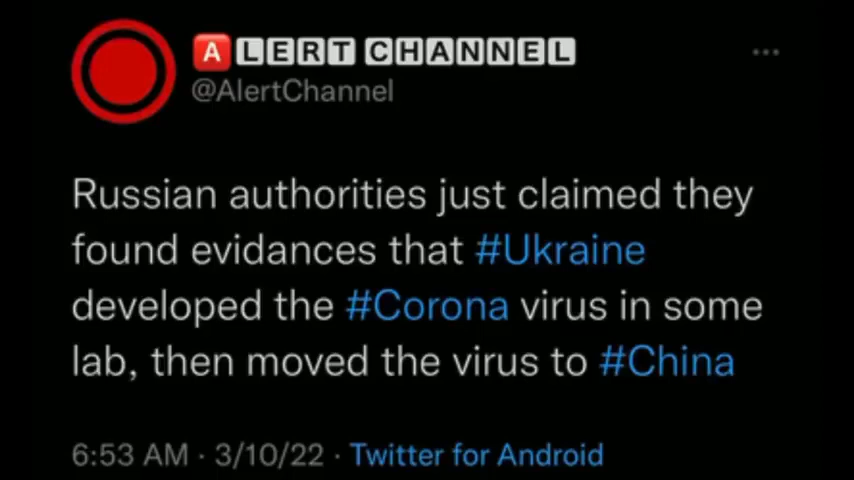 ALERT CHANNEL
@AlertChannel
Russian authorities just claimed they
found evidances that #Ukraine
developed the #Corona virus in some
lab, then moved the virus to #China
6:53 AM · 3/10/22 · Twitter for Android